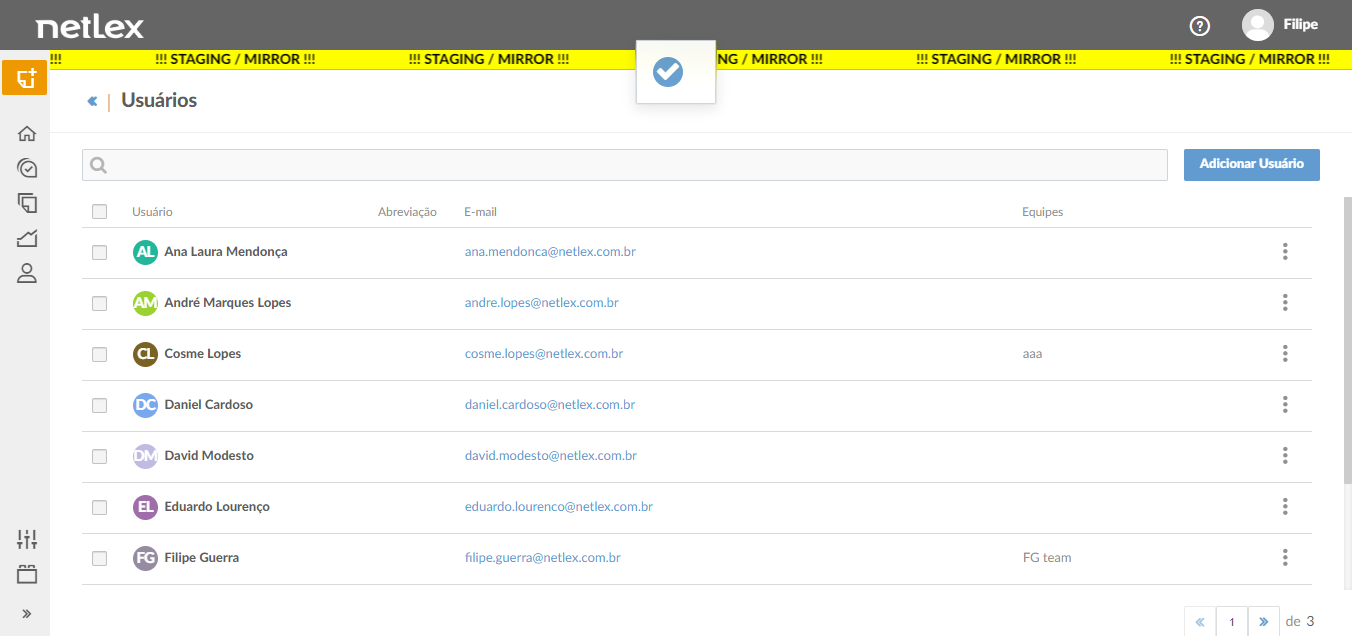 netlex
Filipe
!!! !!! STAGING / MIRROR !!! !!! STAGING / MIRROR !!! NG / MIRROR !!! !!! STAGING / MIRROR !!! !!! STAGING / MIRROR !!!
Usuários
Adicionar Usuário
Usuário Abreviação E-mail Equipes
AL Ana Laura Mendonça ana.mendonca@netlex.com.br
AM André Marques Lopes andre.lopes@netlex.com.br
CL Cosme Lopes cosme.lopes@netlex.com.br aaa
DC Daniel Cardoso daniel.cardoso@netlex.com.br
DM David Modesto david.modesto@netlex.com.br
EL Eduardo Lourenço eduardo.lourenco@netlex.com.br
FG Filipe Guerra filipe.guerra@netlex.com.br FG team
« 1 » de 3